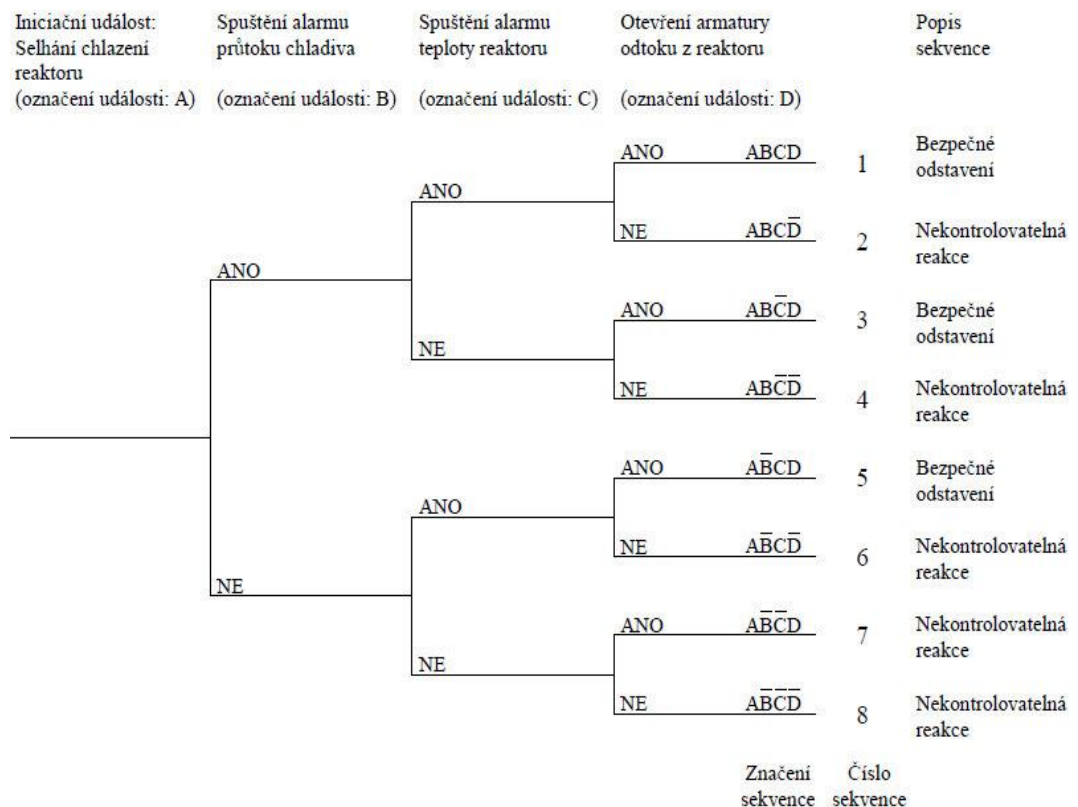 Iniciační událost:
Selhání chlazení
reaktoru
(označení události: A)
Spuštění alarmu
průtoku chladiva
(označení události: B)
Spuštění alarmu
teploty reaktoru
(označení události: C)
Otevření armatury
odtoku z reaktoru
(označení události: D)
Popis
sekvence
ANO
NE
ANO
NE
ANO
NE
ANO ABCD 1 Bezpečné
odstavení
NE ABCD̅ 2 Nekontrolovatelná
reakce
ANO ABC̅D 3 Bezpečné
odstavení
NE ABC̅D̅ 4 Nekontrolovatelná
reakce
ANO AB̅CD 5 Bezpečné
odstavení
NE AB̅CD̅ 6 Nekontrolovatelná
reakce
ANO AB̅C̅D 7 Nekontrolovatelná
reakce
NE AB̅C̅D̅ 8 Nekontrolovatelná
reakce
Značení
sekvence
Číslo
sekvence